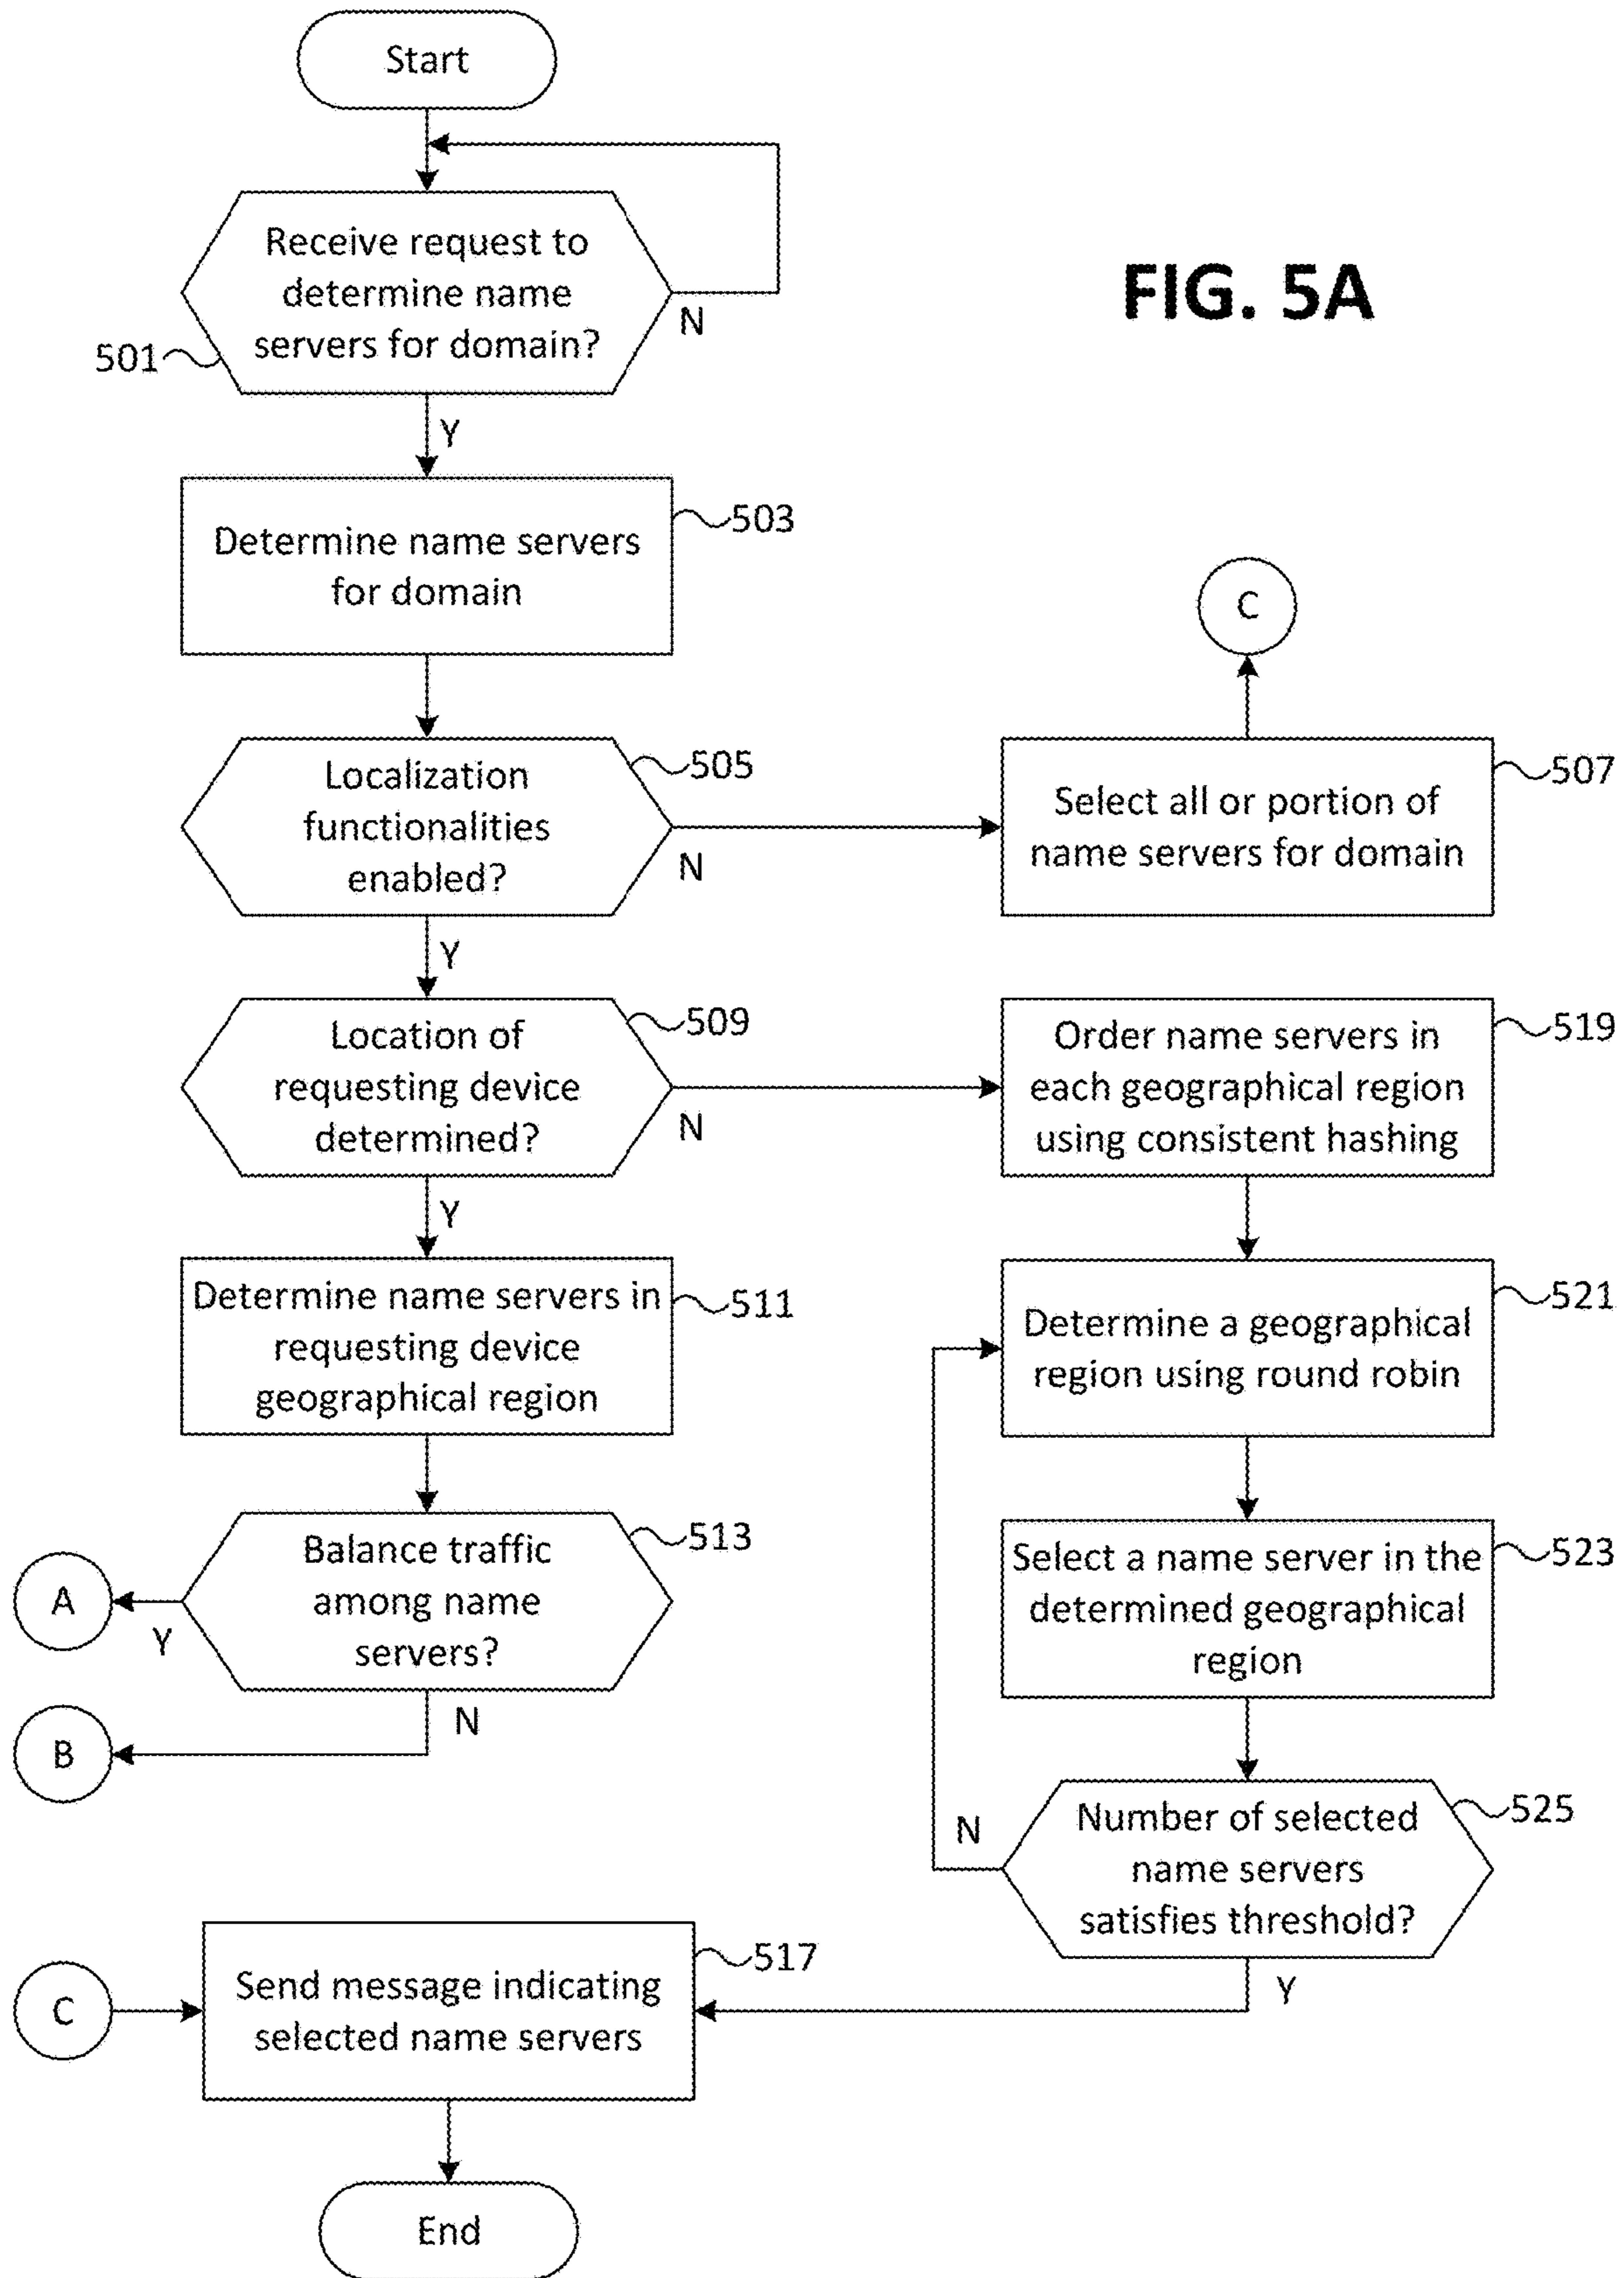 Start
FIG. 5A
Receive request to
determine name
servers for domain?
501
N
Y
Determine name servers
for domain
503
C
Localization
functionalities
enabled?
505
N
Y
Select all or portion of
name servers for domain
507
Location of
requesting device
determined?
509
N
Y
Order name servers in
each geographical region
using consistent hashing
519
Determine name servers in
requesting device
geographical region
511
Determine a geographical
region using round robin
521
Balance traffic
among name
servers?
513
A
Y
B
N
Select a name server in the
determined geographical
region
523
Number of selected
name servers
satisfies threshold?
525
N
Y
C
Send message indicating
selected name servers
517
End